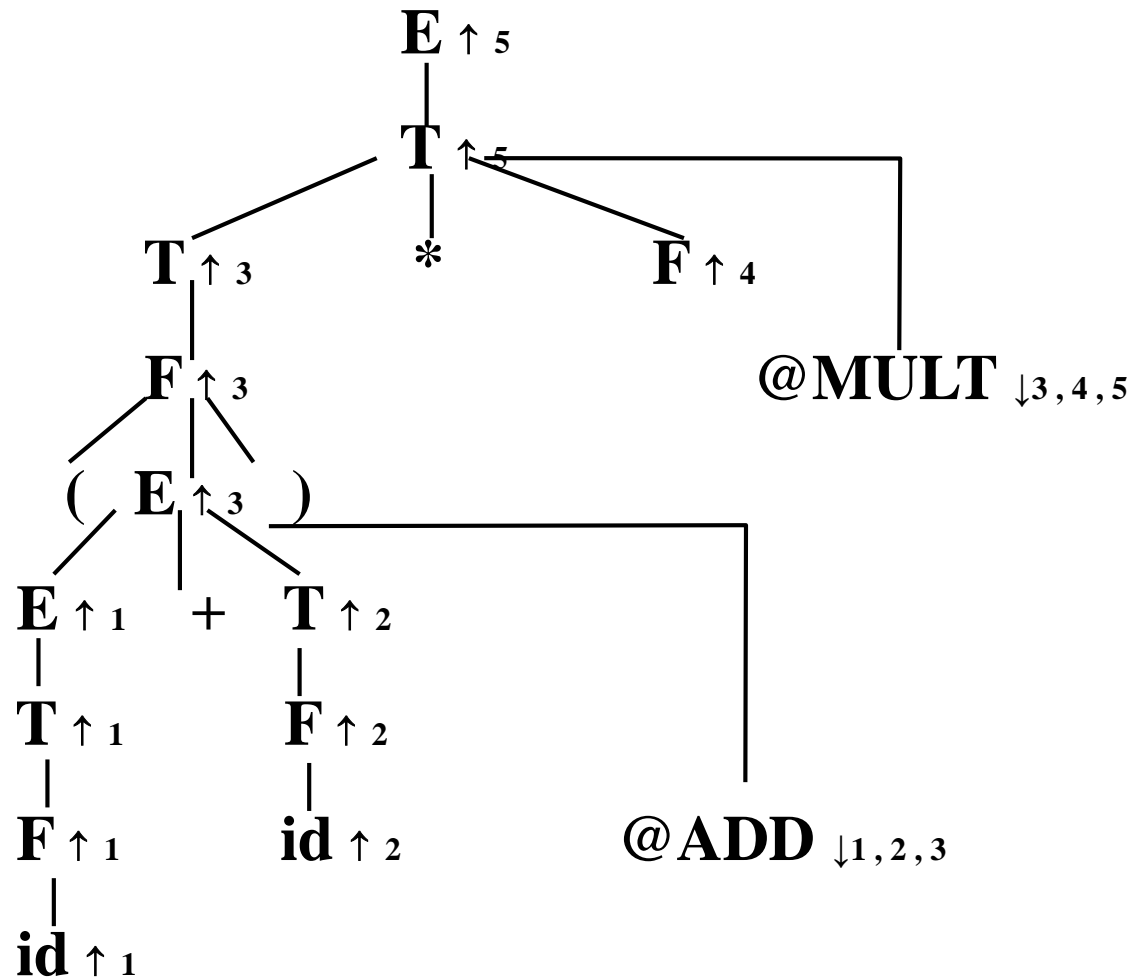 E ↑ 5
T ↑ 5
T ↑ 3 * F ↑ 4
F ↑ 3 @MULT ↓3 , 4 , 5
( E ↑ 3 )
E ↑ 1 + T ↑ 2
T ↑ 1 F ↑ 2
F ↑ 1 id ↑ 2 @ADD ↓1 , 2 , 3
id ↑ 1